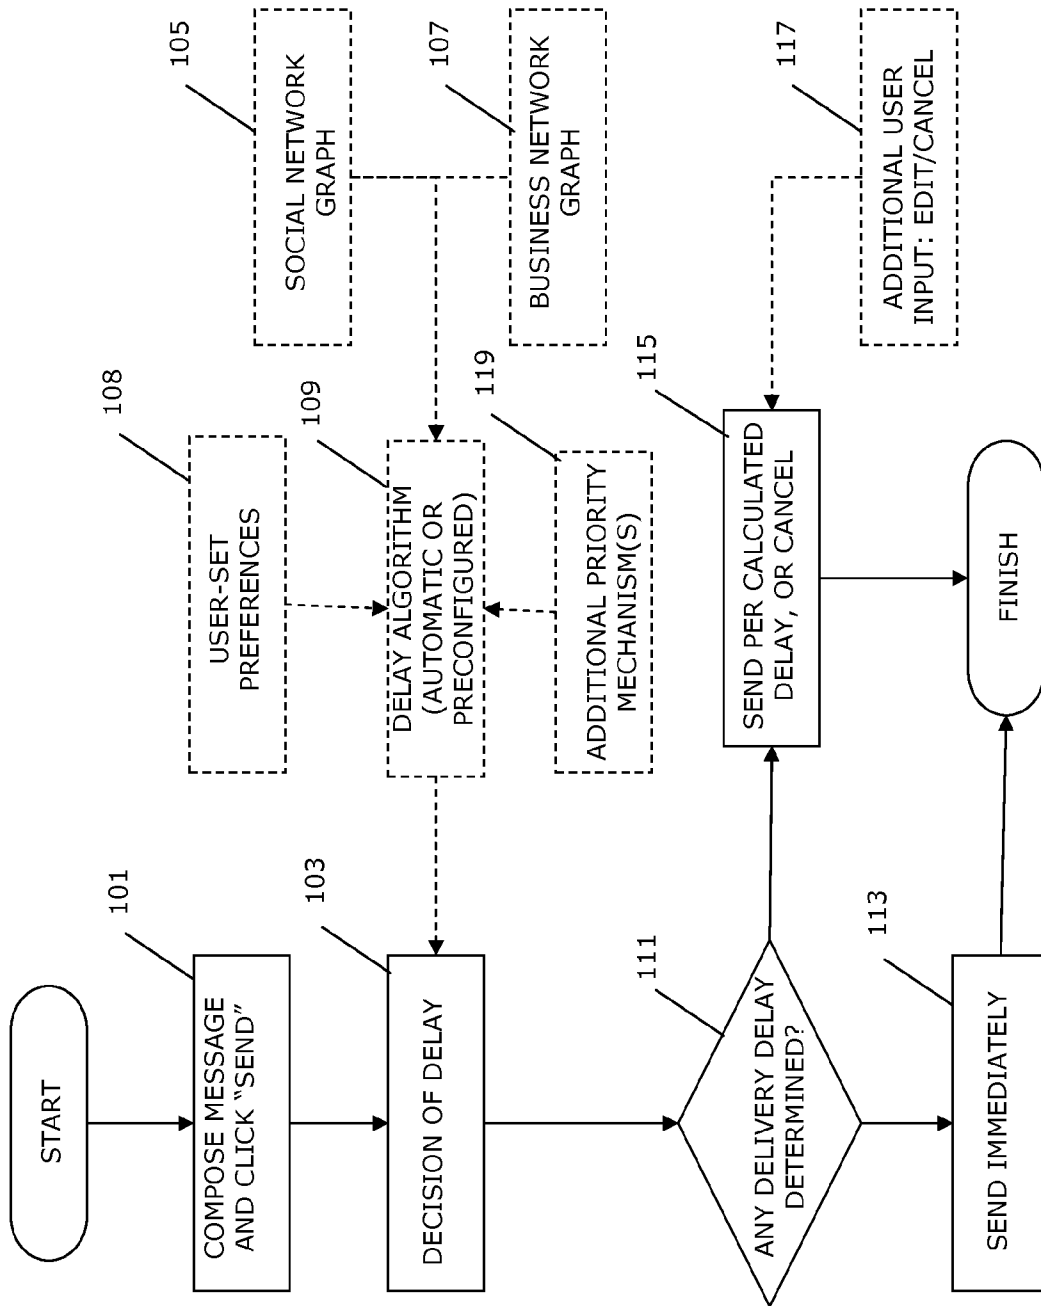 START
101
COMPOSE MESSAGE
AND CLICK “SEND”
103
DECISION OF DELAY
108
USER-SET
PREFERENCES
109
DELAY ALGORITHM
(AUTOMATIC OR
PRECONFIGURED)
119
ADDITIONAL PRIORITY
MECHANISM(S)
105
SOCIAL NETWORK
GRAPH
107
BUSINESS NETWORK
GRAPH
111
ANY DELIVERY DELAY
DETERMINED?
115
SEND PER CALCULATED
DELAY, OR CANCEL
117
ADDITIONAL USER
INPUT: EDIT/CANCEL
113
SEND IMMEDIATELY
FINISH